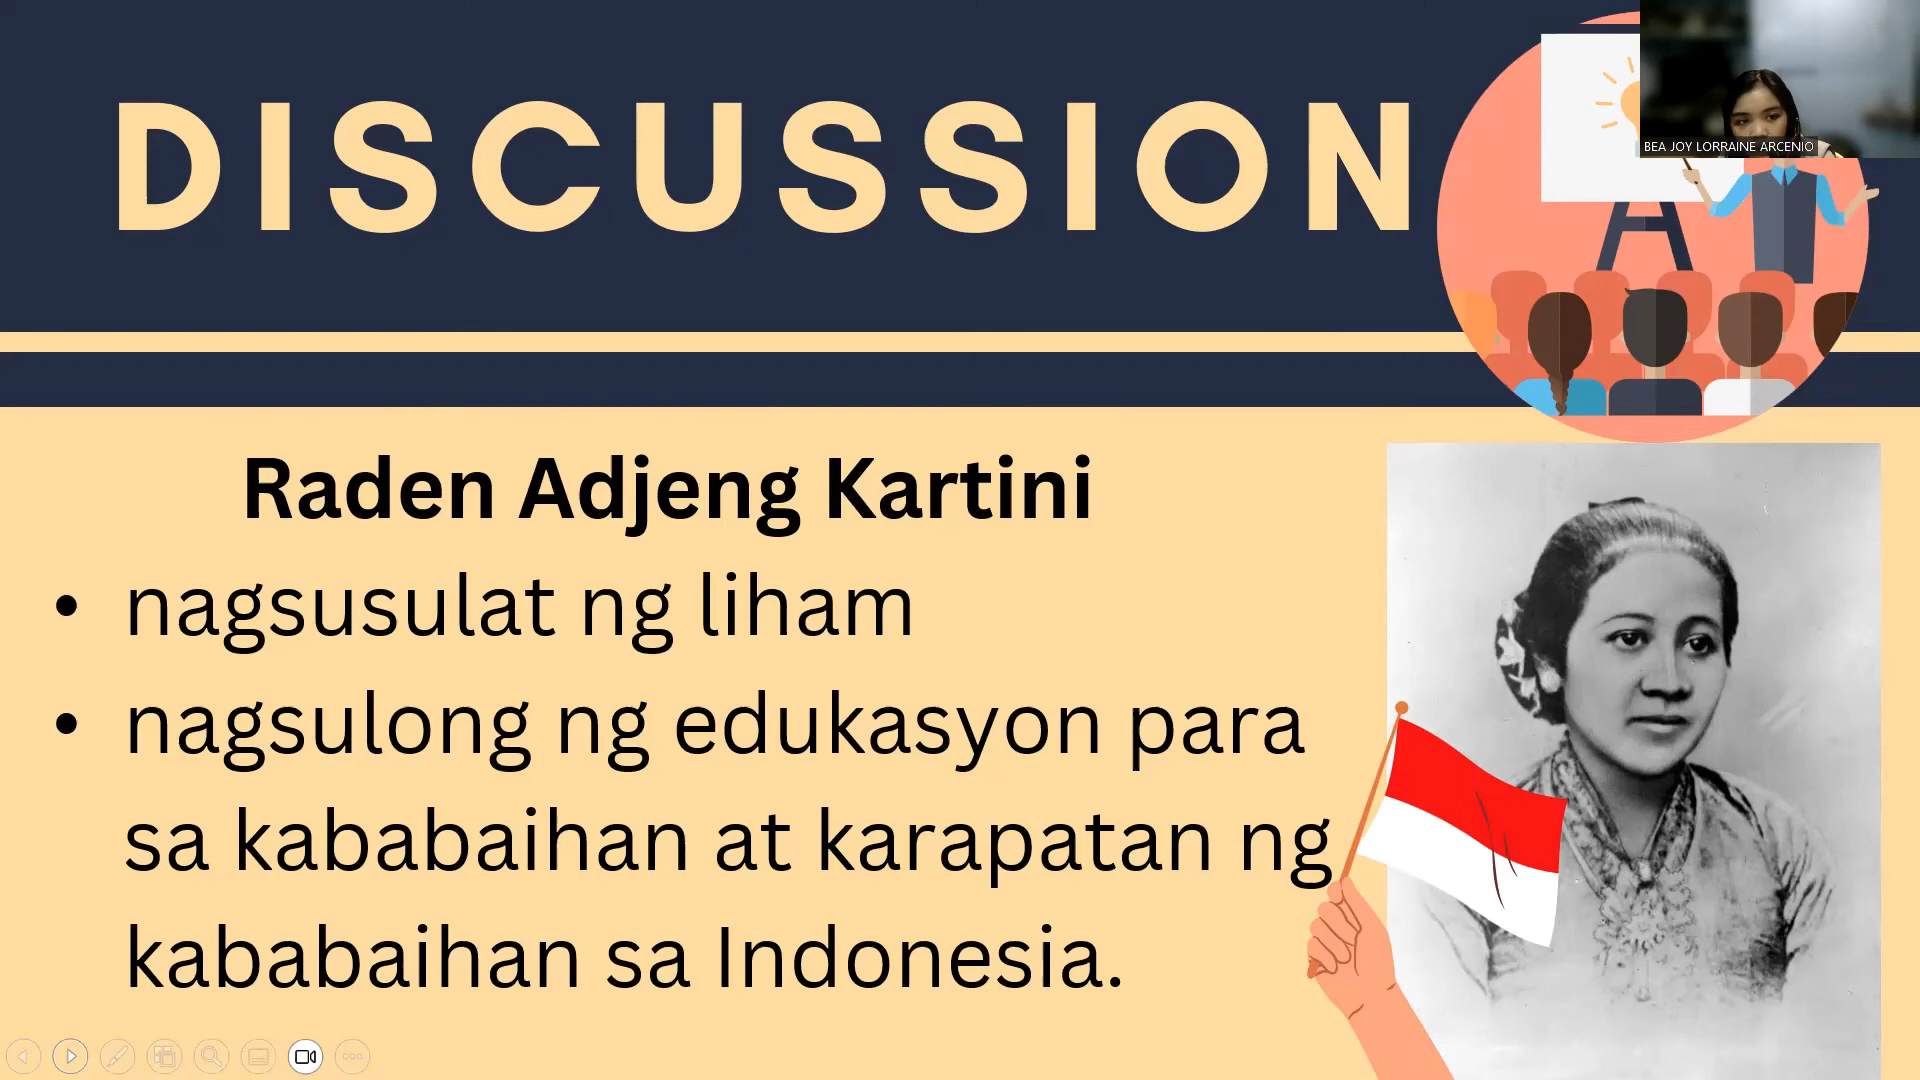 DISCUSSION
BEA JOY LORRAINE ARCENIO
Raden Adjeng Kartini
• nagsusulat ng liham
• nagsulong ng edukasyon para
sa kababaihan at karapatan ng
kababaihan sa Indonesia.